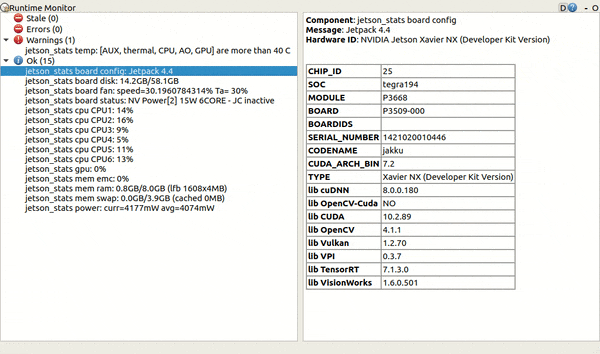 Runtime Monitor
D
- O
Stale (0)
Errors (0)
Warnings (1)
jetson_stats temp: [AUX, thermal, CPU, AO, GPU] are more than 40 C
Ok (15)
jetson_stats board config: Jetpack 4.4
jetson_stats board disk: 14.2GB/58.1GB
jetson_stats board fan: speed=30.1960784314% Ta= 30%
jetson_stats board status: NV Power[2] 15W 6CORE - JC inactive
jetson_stats cpu CPU1: 14%
jetson_stats cpu CPU2: 16%
jetson_stats cpu CPU3: 9%
jetson_stats cpu CPU4: 5%
jetson_stats cpu CPU5: 11%
jetson_stats cpu CPU6: 13%
jetson_stats gpu: 0%
jetson_stats mem emc: 0%
jetson_stats mem ram: 0.8GB/8.0GB (lfb 1608x4MB)
jetson_stats mem swap: 0.0GB/3.9GB (cached 0MB)
jetson_stats power: curr=4177mW avg=4074mW
Component: jetson_stats board config
Message: Jetpack 4.4
Hardware ID: NVIDIA Jetson Xavier NX (Developer Kit Version)
CHIP_ID 25
SOC tegra194
MODULE P3668
BOARD P3509-000
BOARDIDS
SERIAL_NUMBER 1421020010446
CODENAME jakku
CUDA_ARCH_BIN 7.2
TYPE Xavier NX (Developer Kit Version)
lib cuDNN 8.0.0.180
lib OpenCV-Cuda NO
lib CUDA 10.2.89
lib OpenCV 4.1.1
lib Vulkan 1.2.70
lib VPI 0.3.7
lib TensorRT 7.1.3.0
lib VisionWorks 1.6.0.501